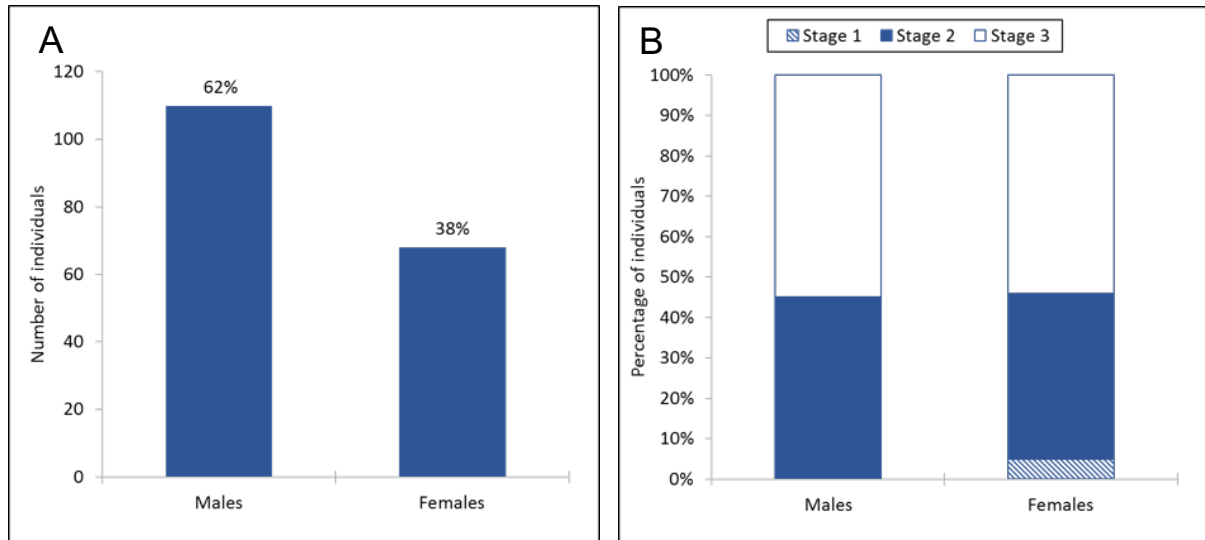 A
120
100
80
60
40
20
0
Number of individuals
62%
38%
Males Females
B
Stage 1 Stage 2 Stage 3
100%
90%
80%
70%
60%
50%
40%
30%
20%
10%
0%
Percentage of individuals
Males Females